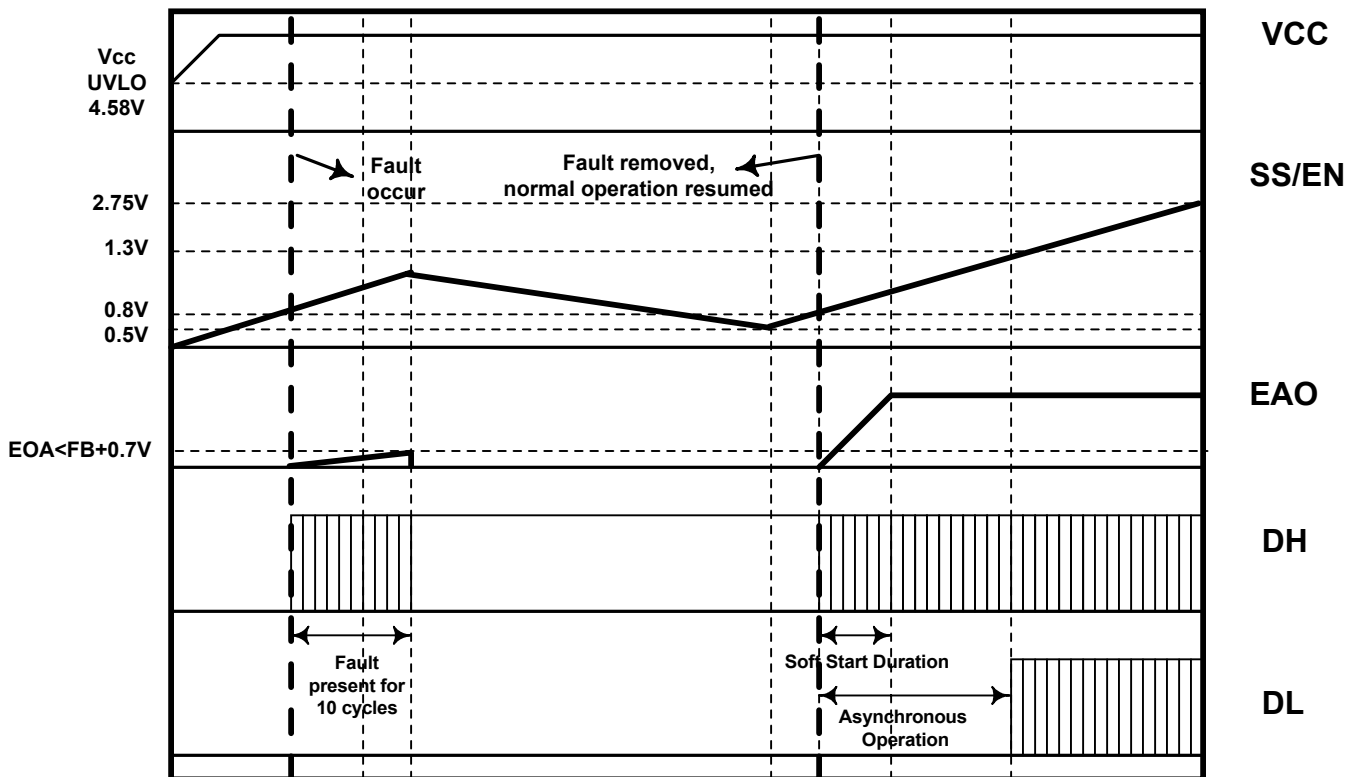 VCC
Vcc
UVLO
4.58V
Fault
occur
Fault removed,
normal operation resumed
SS/EN
2.75V
1.3V
0.8V
0.5V
EAO
EOA<FB+0.7V
DH
Fault
present for
10 cycles
Soft Start Duration
Asynchronous
Operation
DL